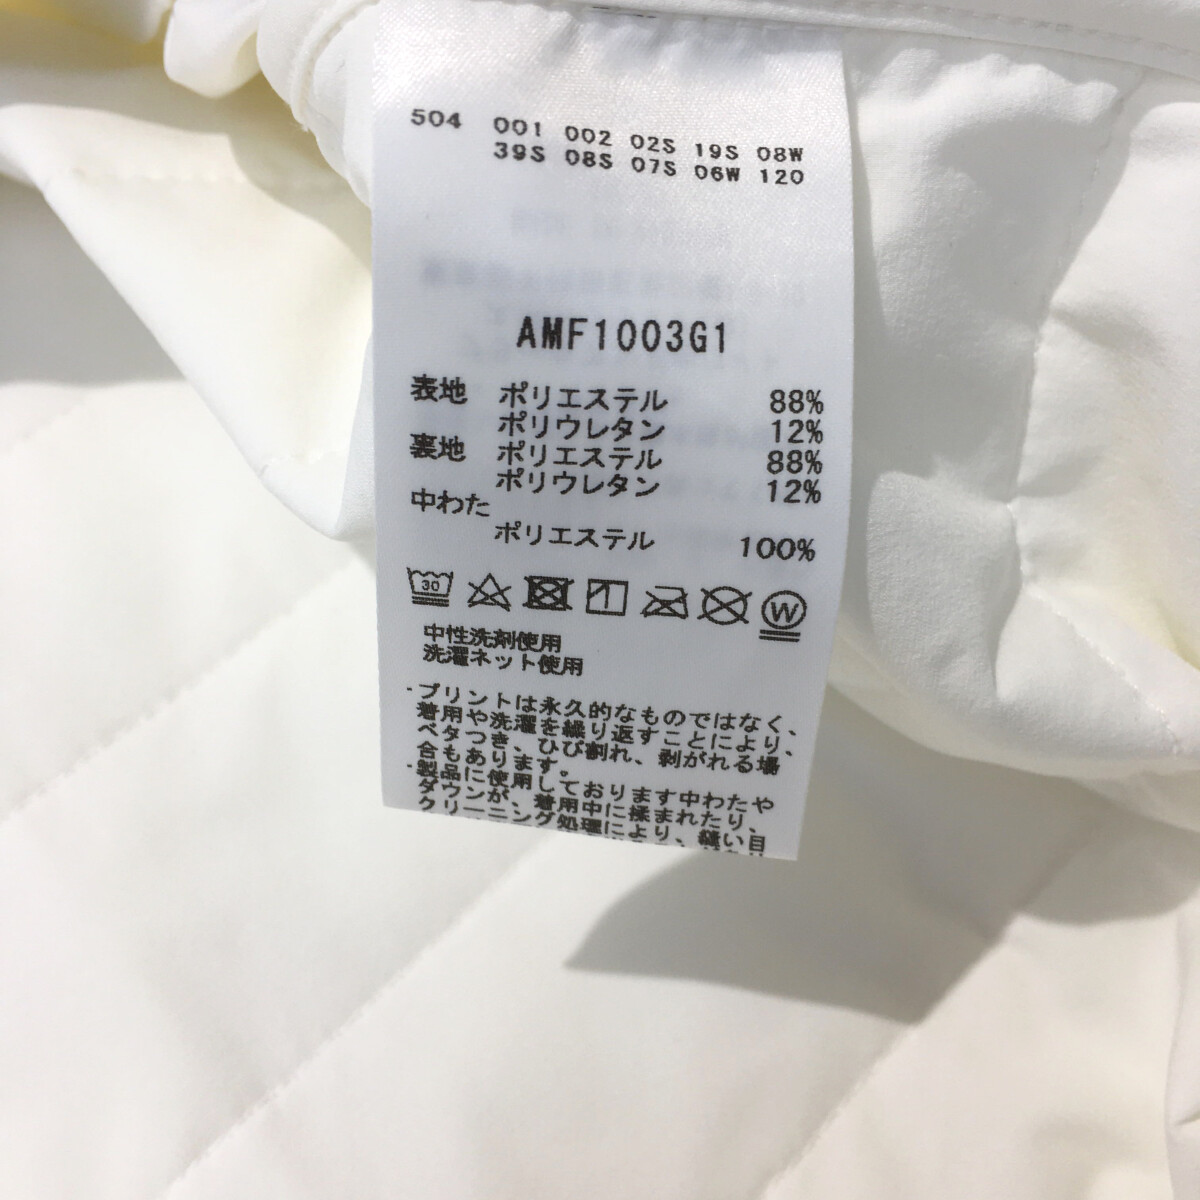 504 001 002 02S 19S 08W
39S 08S 07S 06W 120
AMF1003G1
表地 ポリエステル 88%
ポリウレタン 12%
裏地 ポリエステル 88%
ポリウレタン 12%
中わた
ポリエステル 100%
30
W
中性洗剤使用
洗濯ネット使用
・プリントは永久的なものではなく、
着用や洗濯を繰り返すことにより、
ベタつき、ひび割れ、剥がれる場
合もあります。
・製品に使用しております中わたや
ダウンが、着用中に揉まれたり、
クリーニング処理により、縫い目